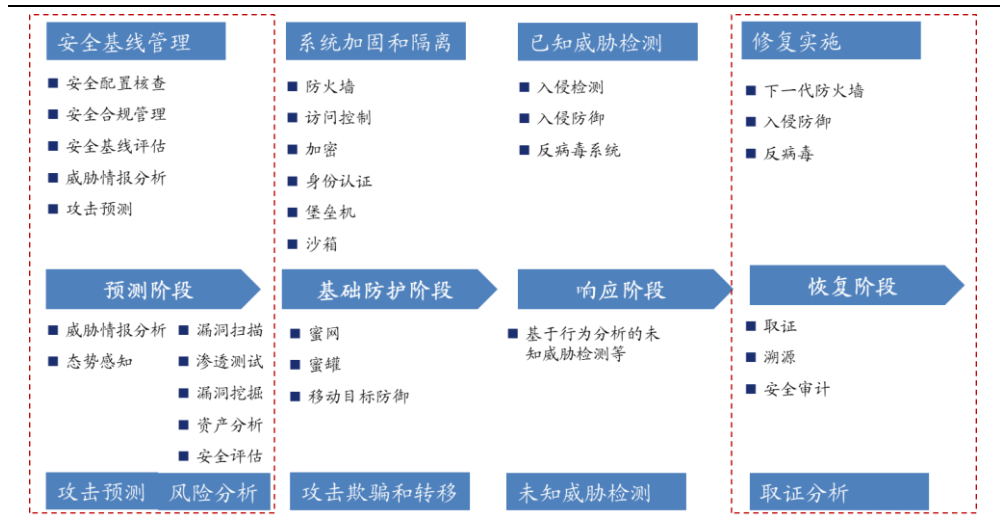 安全基线管理
■ 安全配置核查
■ 安全合规管理
■ 安全基线评估
■ 威胁情报分析
■ 攻击预测
系统加固和隔离
■ 防火墙
■ 访问控制
■ 加密
■ 身份认证
■ 堡垒机
■ 沙箱
已知威胁检测
■ 入侵检测
■ 入侵防御
■ 反病毒系统
修复实施
■ 下一代防火墙
■ 入侵防御
■ 反病毒
预测阶段
基础防护阶段
响应阶段
恢复阶段
■ 威胁情报分析
■ 态势感知
■ 漏洞扫描
■ 渗透测试
■ 漏洞挖掘
■ 资产分析
■ 安全评估
■ 蜜网
■ 蜜罐
■ 移动目标防御
■ 基于行为分析的未
知威胁检测等
■ 取证
■ 溯源
■ 安全审计
攻击预测
风险分析
攻击欺骗和转移
未知威胁检测
取证分析